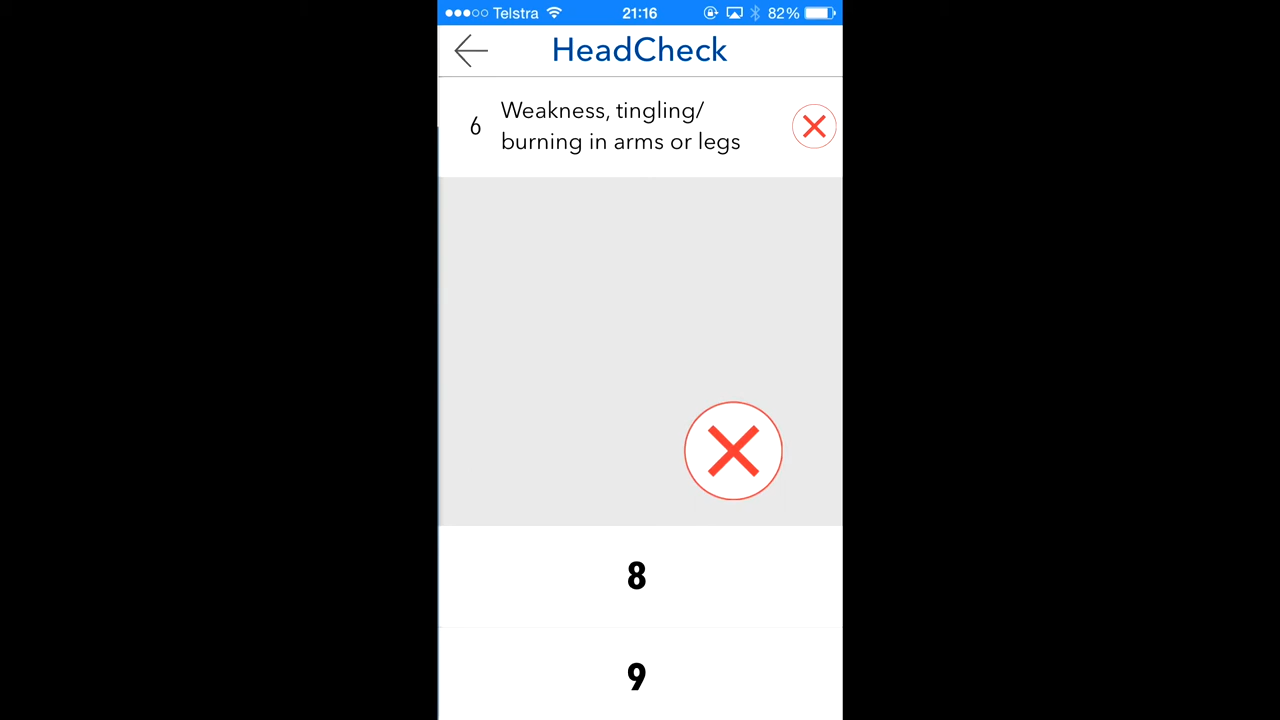 Telstra 21:16 82%
HeadCheck
6 Weakness, tingling/
burning in arms or legs
8
9